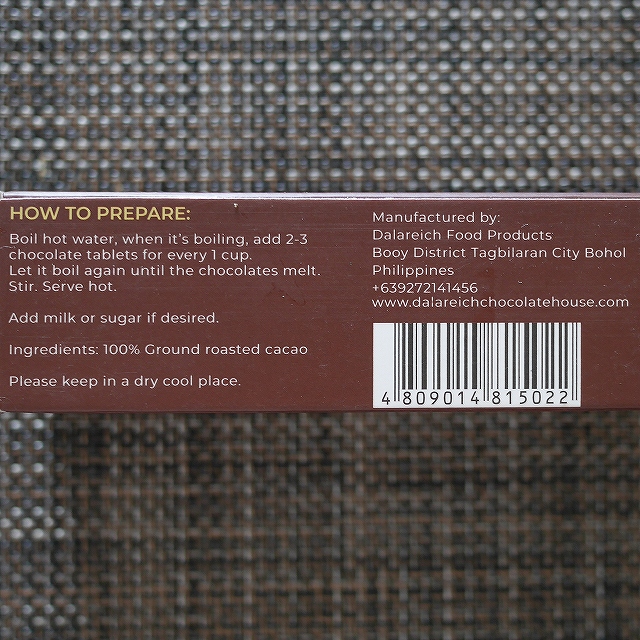 HOW TO PREPARE:
Boil hot water, when it's boiling, add 2-3
chocolate tablets for every 1 cup.
Let it boil again until the chocolates melt.
Stir. Serve hot.
Add milk or sugar if desired.
Ingredients: 100% Ground roasted cacao
Please keep in a dry cool place.
Manufactured by:
Dalareich Food Products
Booy District Tagbilaran City Bohol
Philippines
+639272141456
www.dalareichchocolatehouse.com
4 809014 815022